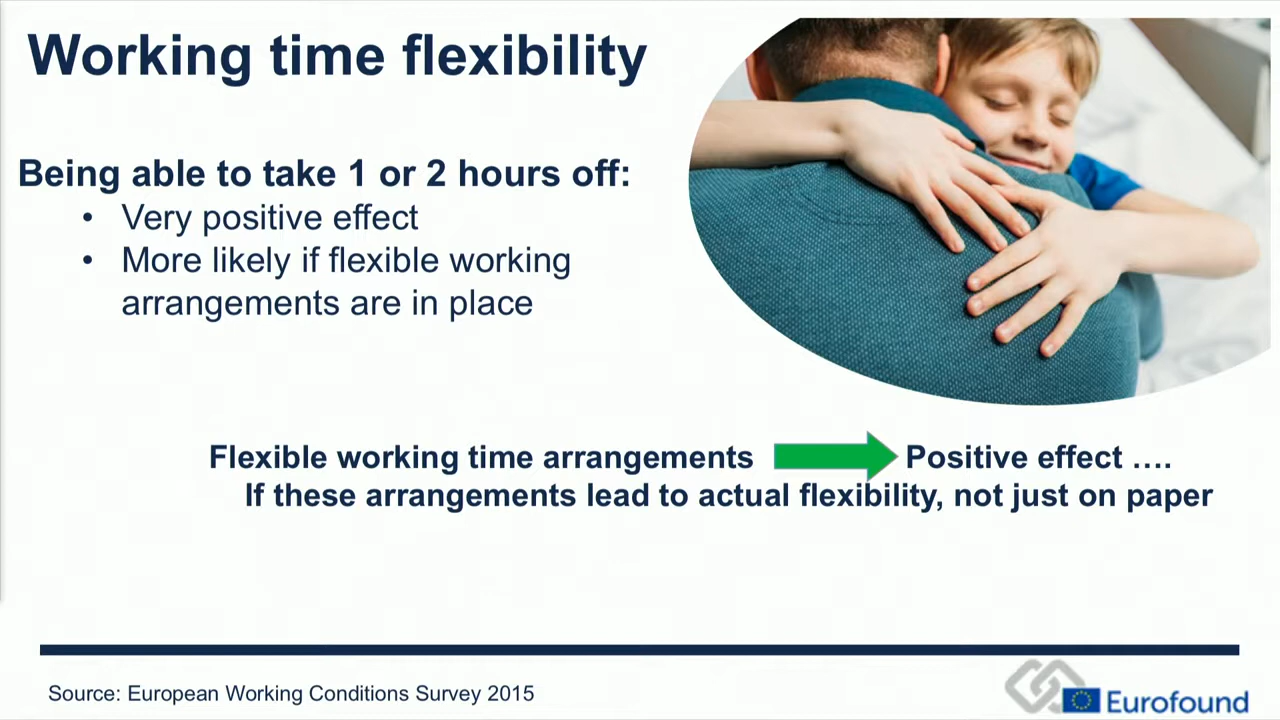 Working time flexibility
Being able to take 1 or 2 hours off:
• Very positive effect
• More likely if flexible working
arrangements are in place
Flexible working time arrangements Positive effect ....
If these arrangements lead to actual flexibility, not just on paper
Source: European Working Conditions Survey 2015
Eurofound